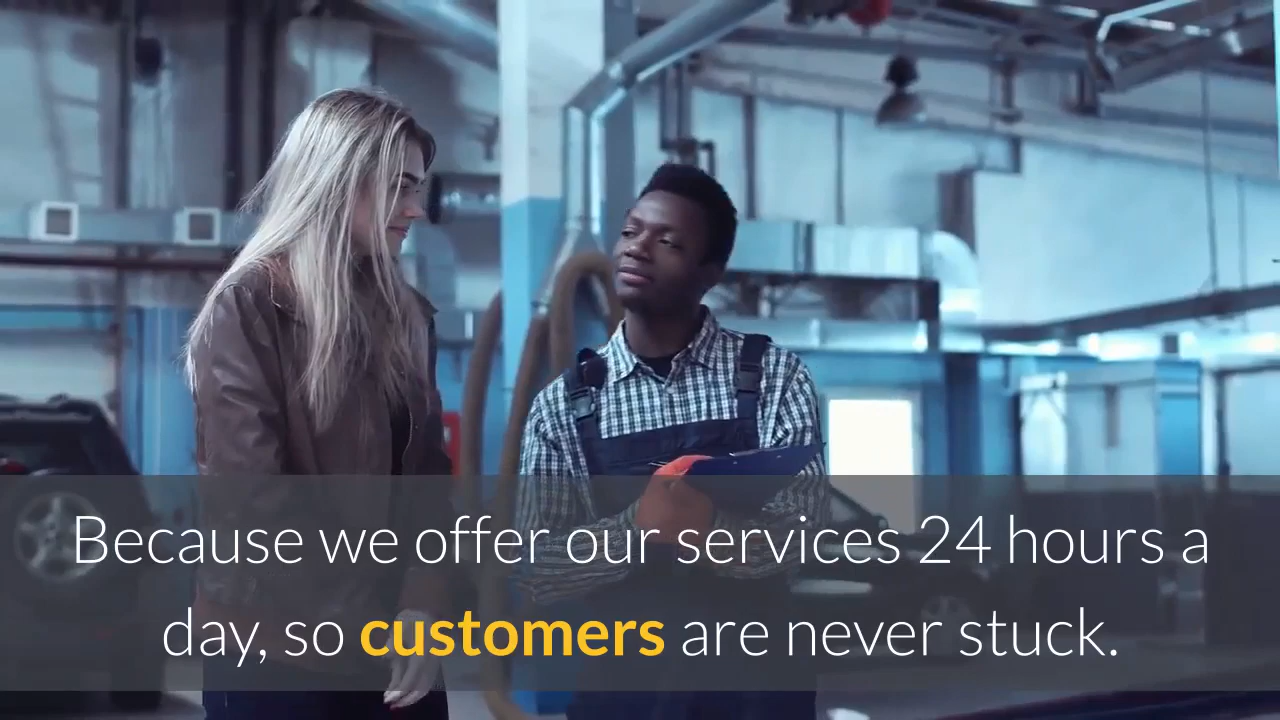 Because we offer our services 24 hours a
day, so customers are never stuck.